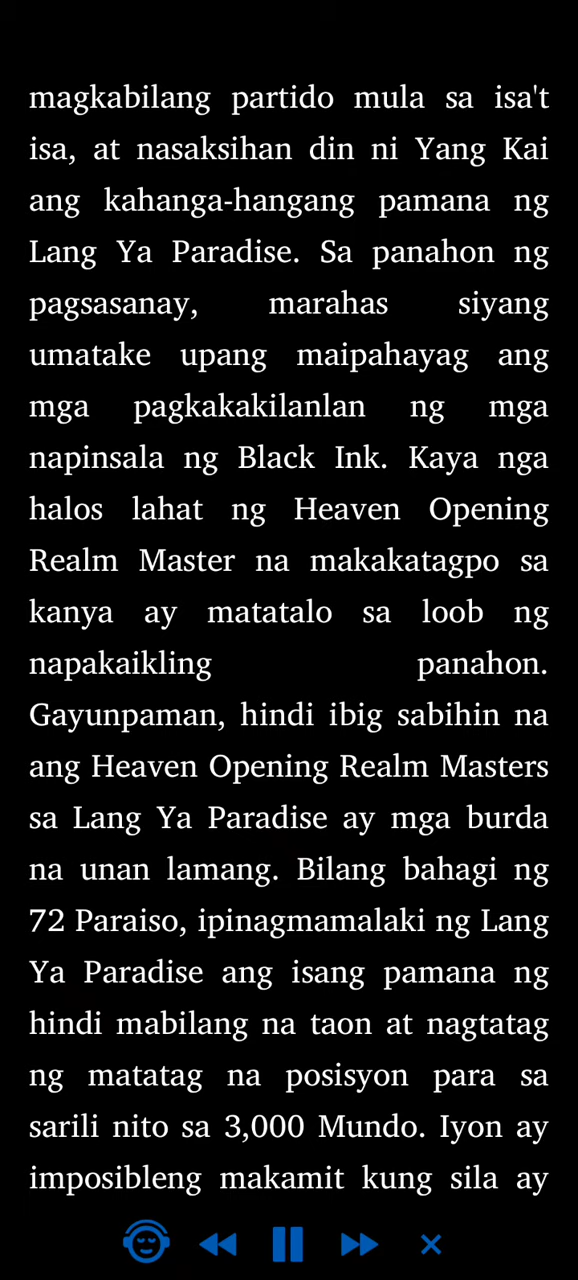 magkabilang partido mula sa isa't
isa, at nasaksihan din ni Yang Kai
ang kahanga-hangang pamana ng
Lang Ya Paradise. Sa panahon ng
pagsasanay, marahas siyang
umatake upang maipahayag ang
mga pagkakakilanlan ng mga
napinsala ng Black Ink. Kaya nga
halos lahat ng Heaven Opening
Realm Master na makakatagpo sa
kanya ay matatalo sa loob ng
napakaikling panahon.
Gayunpaman, hindi ibig sabihin na
ang Heaven Opening Realm Masters
sa Lang Ya Paradise ay mga burda
na unan lamang. Bilang bahagi ng
72 Paraiso, ipinagmamalaki ng Lang
Ya Paradise ang isang pamana ng
hindi mabilang na taon at nagtatag
ng matatag na posisyon para sa
sarili nito sa 3,000 Mundo. Iyon ay
imposibleng makamit kung sila ay